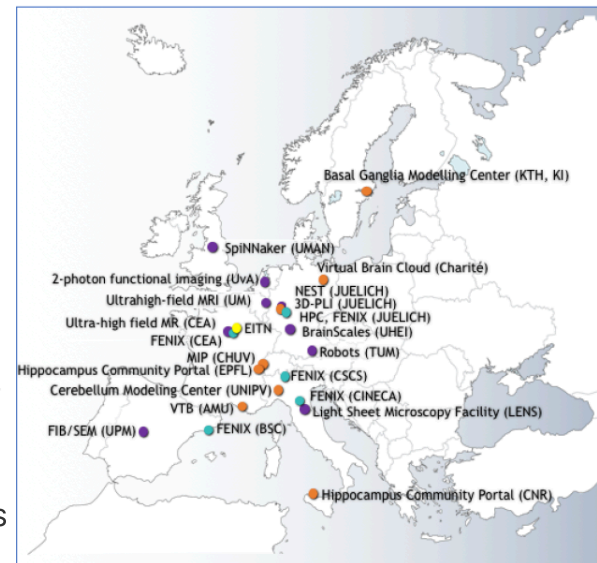 Basal Ganglia Modelling Center (KTH, KI)
SpiNNaker (UMAN)
Virtual Brain Cloud (Charité)
2-photon functional imaging (UvA)
NEST (JUELICH)
Ultrahigh-field MRI (UM)
3D-PLI (JUELICH)
HPC, FENIX (JUELICH)
Ultra-high field MR (CEA)
EITN
BrainScales (UHEI)
FENIX (CEA)
Robots (TUM)
MIP (CHUV)
Hippocampus Community Portal (EPFL)
FENIX (CSCS)
Cerebellum Modeling Center (UNIPV)
FENIX (CINECA)
VTB (AMU)
Light Sheet Microscopy Facility (LENS)
FIB/SEM (UPM)
FENIX (BSC)
Hippocampus Community Portal (CNR)
s